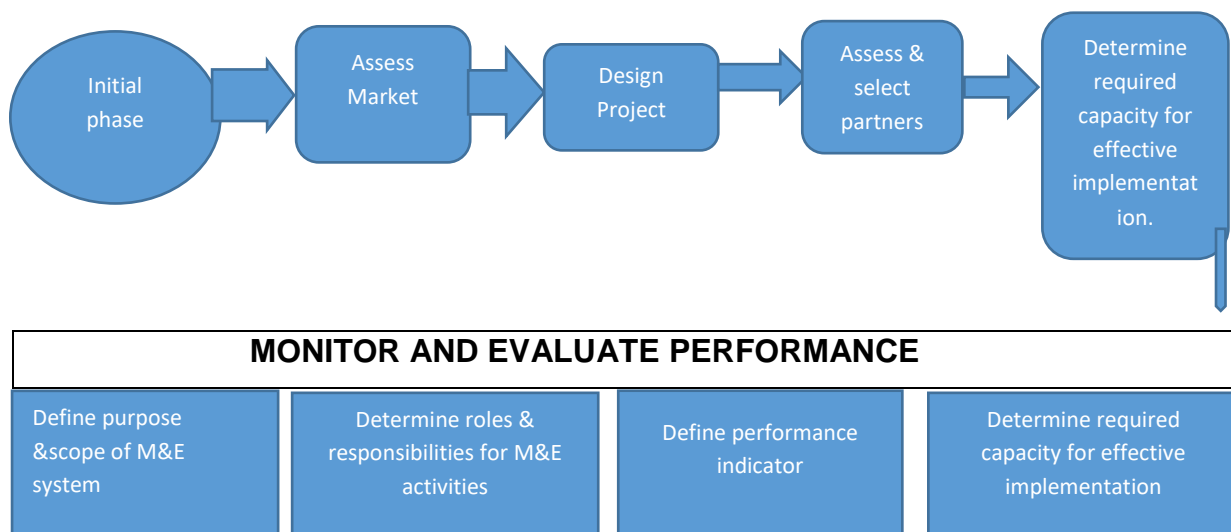 Initial
phase
Assess
Market
Design
Project
Assess &
select
partners
Determine
required
capacity for
effective
implementat
ion.
MONITOR AND EVALUATE PERFORMANCE
Define purpose
&scope of M&E
system
Determine roles &
responsibilities for M&E
activities
Define performance
indicator
Determine required
capacity for effective
implementation